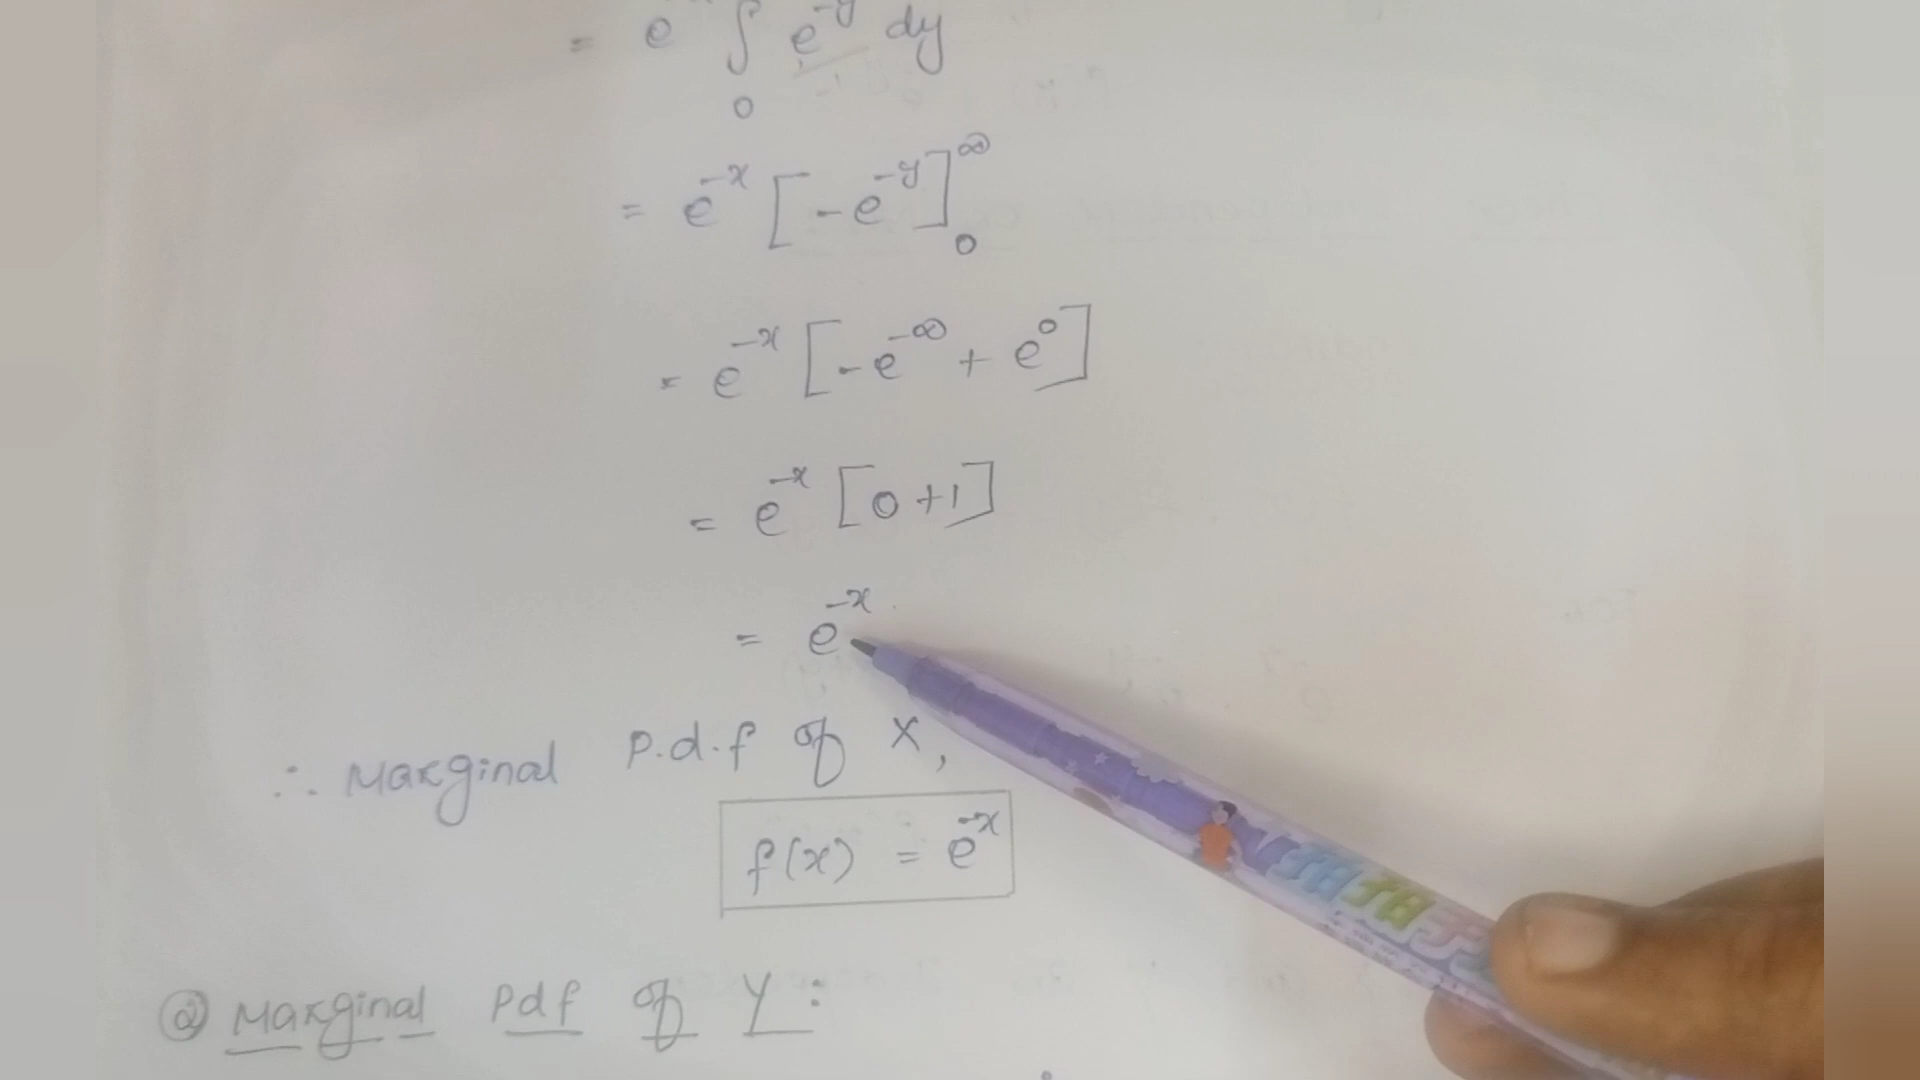 = e ∫₀ e^{-y} dy
= e^{-x} [-e^{-y}]₀^∞
= e^{-x} [-e^{-∞} + e^0]
= e^{-x} [0+1]
= e^{-x}
∴ Marginal P.d.f of X,
f(x) = e^{-x}
② Marginal Pdf of Y: